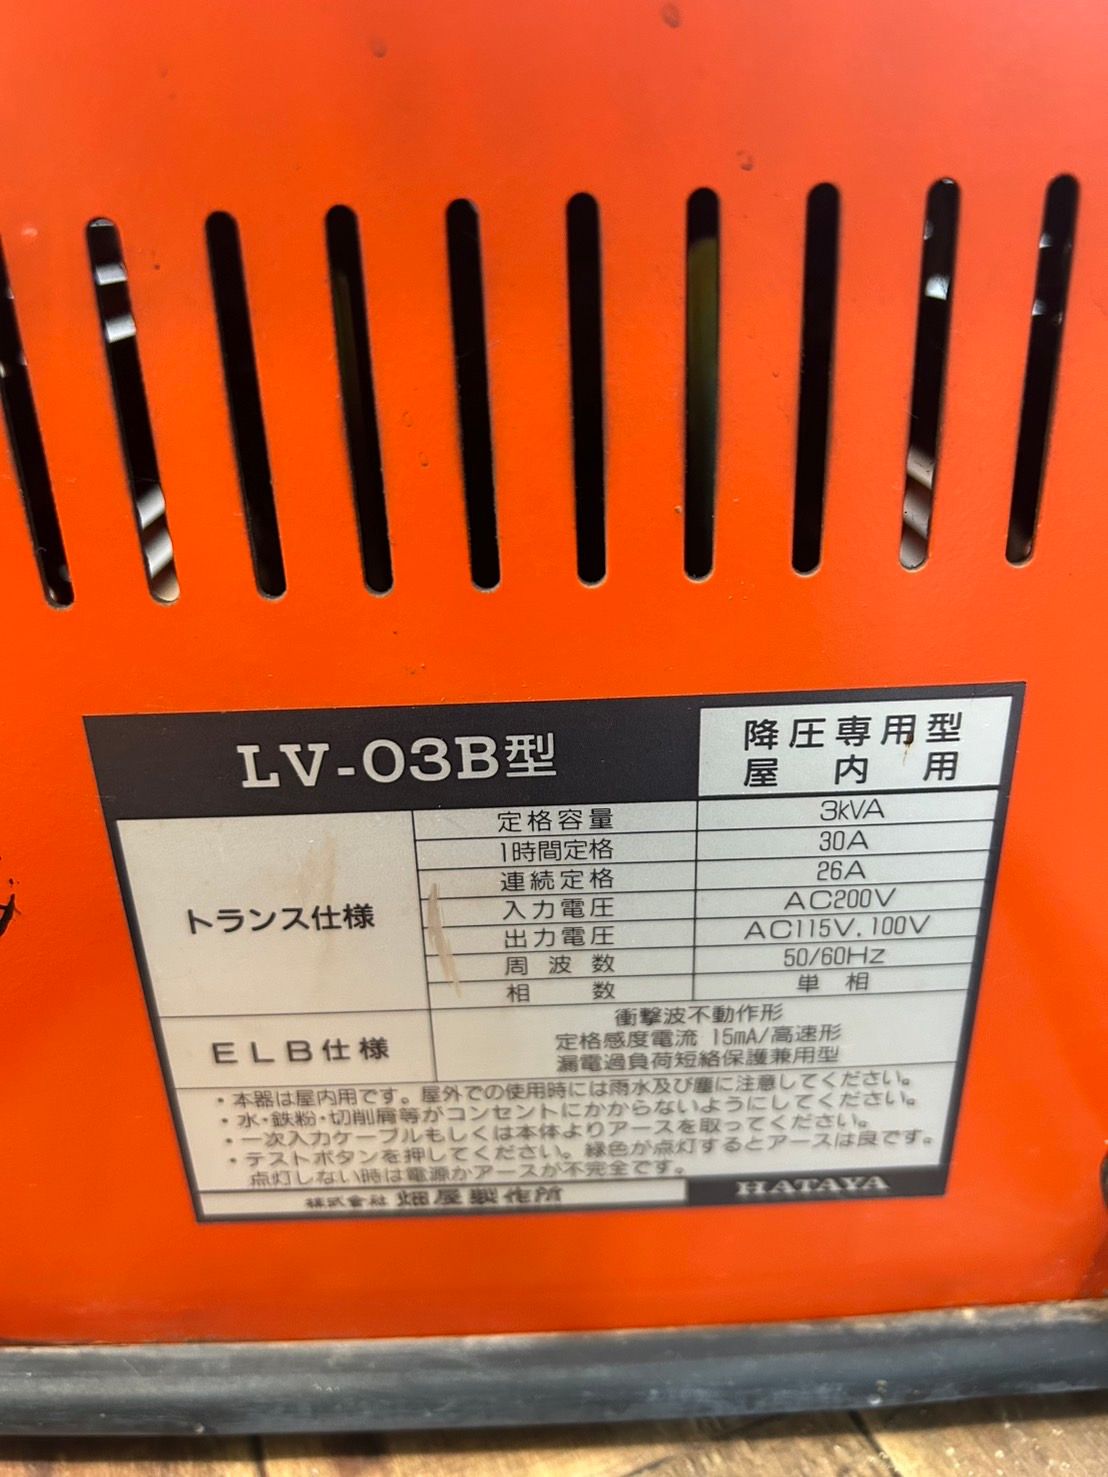 LV-03B型
降圧専用型
屋内用
トランス仕様
定格容量 3kVA
1時間定格 30A
連続定格 26A
入力電圧 AC200V
出力電圧 AC115V.100V
周波数 50/60Hz
相数 単相
ELB仕様
衝撃波不動作形
定格感度電流 15mA/高速形
漏電過負荷短絡保護兼用型
・本器は屋内用です。屋外での使用時には雨水及び塵に注意してください。
・水・鉄粉・切削屑等がコンセントにかからないようにしてください。
・一次入力ケーブルもしくは本体よりアースを取ってください。
・テストボタンを押してください。緑色が点灯するとアースは良です。
点灯しない時は電源かアースが不完全です。
株式会社 畑屋製作所
HATAYA